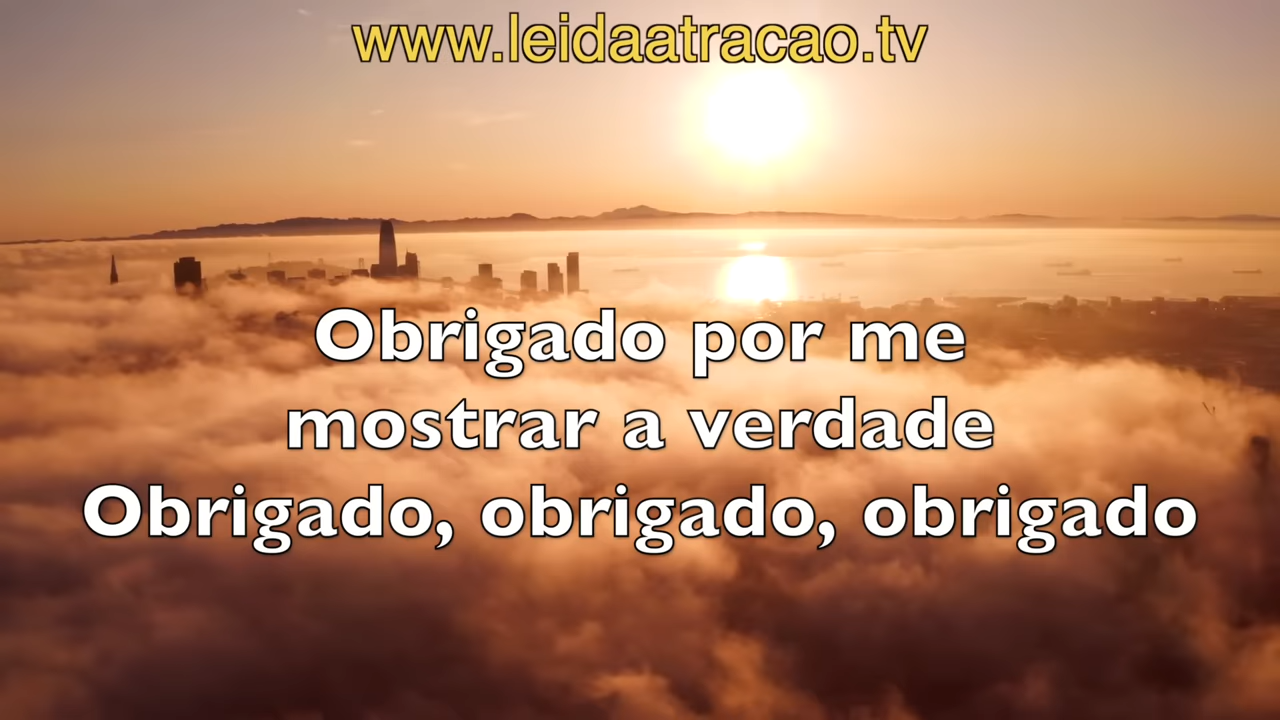 www.leidaatracao.tv
Obrigado por me
mostrar a verdade
Obrigado, obrigado, obrigado